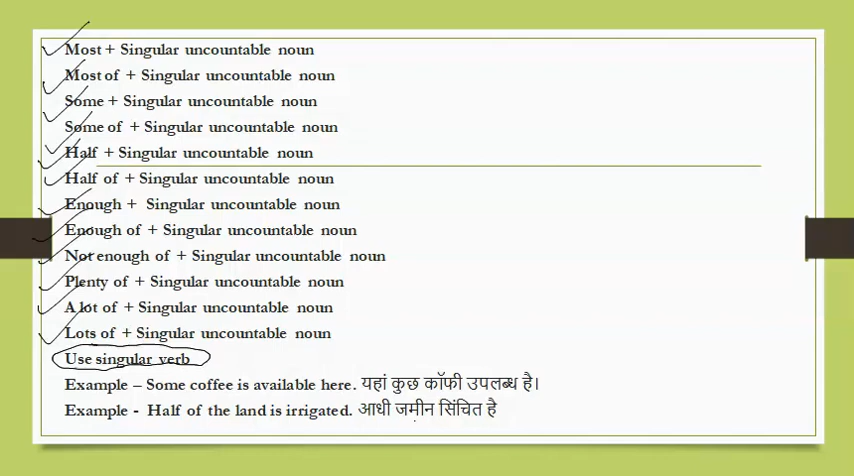 Most + Singular uncountable noun
Most of + Singular uncountable noun
Some + Singular uncountable noun
Some of + Singular uncountable noun
Half + Singular uncountable noun
Half of + Singular uncountable noun
Enough + Singular uncountable noun
Enough of + Singular uncountable noun
Not enough of + Singular uncountable noun
Plenty of + Singular uncountable noun
A lot of + Singular uncountable noun
Lots of + Singular uncountable noun
Use singular verb
Example – Some coffee is available here. यहां कुछ कॉफी उपलब्ध है।
Example - Half of the land is irrigated. आधी जमीन सिंचित है